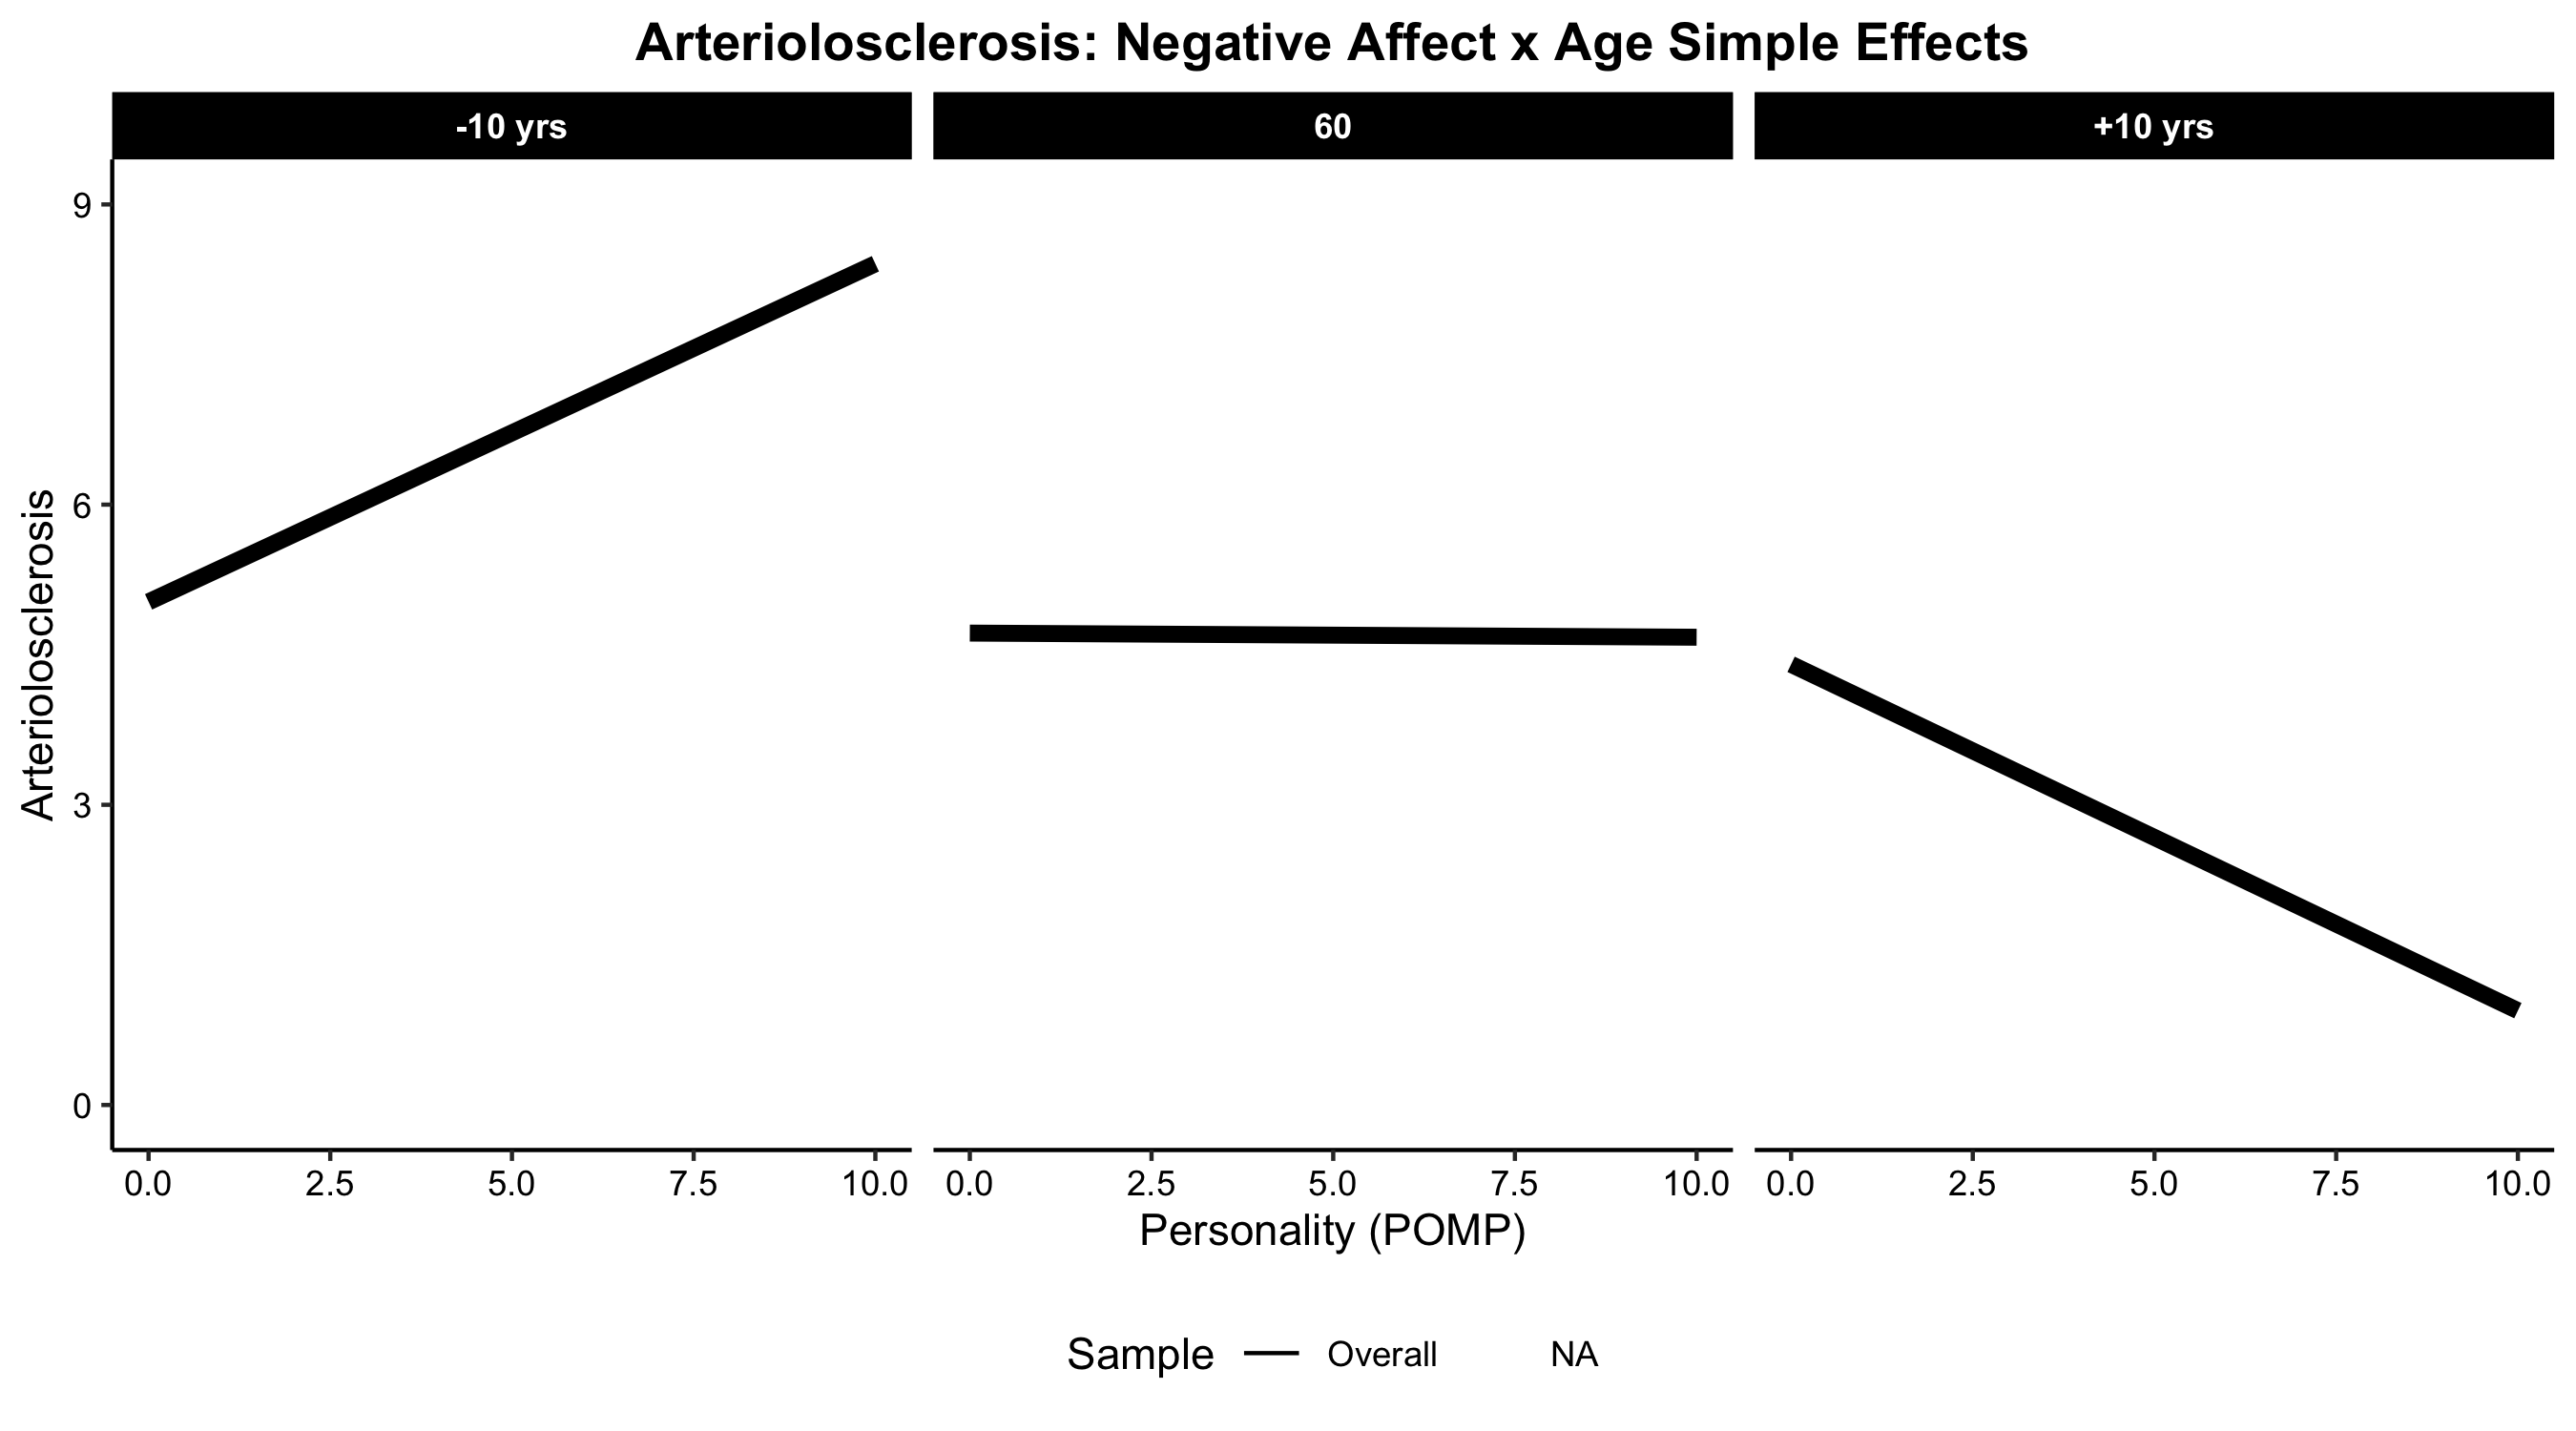 Arteriolosclerosis: Negative Affect x Age Simple Effects
-10 yrs
60
+10 yrs
9
6
3
0
Arteriolosclerosis
0.0 2.5 5.0 7.5 10.0
0.0 2.5 5.0 7.5 10.0
0.0 2.5 5.0 7.5 10.0
Personality (POMP)
Sample Overall NA